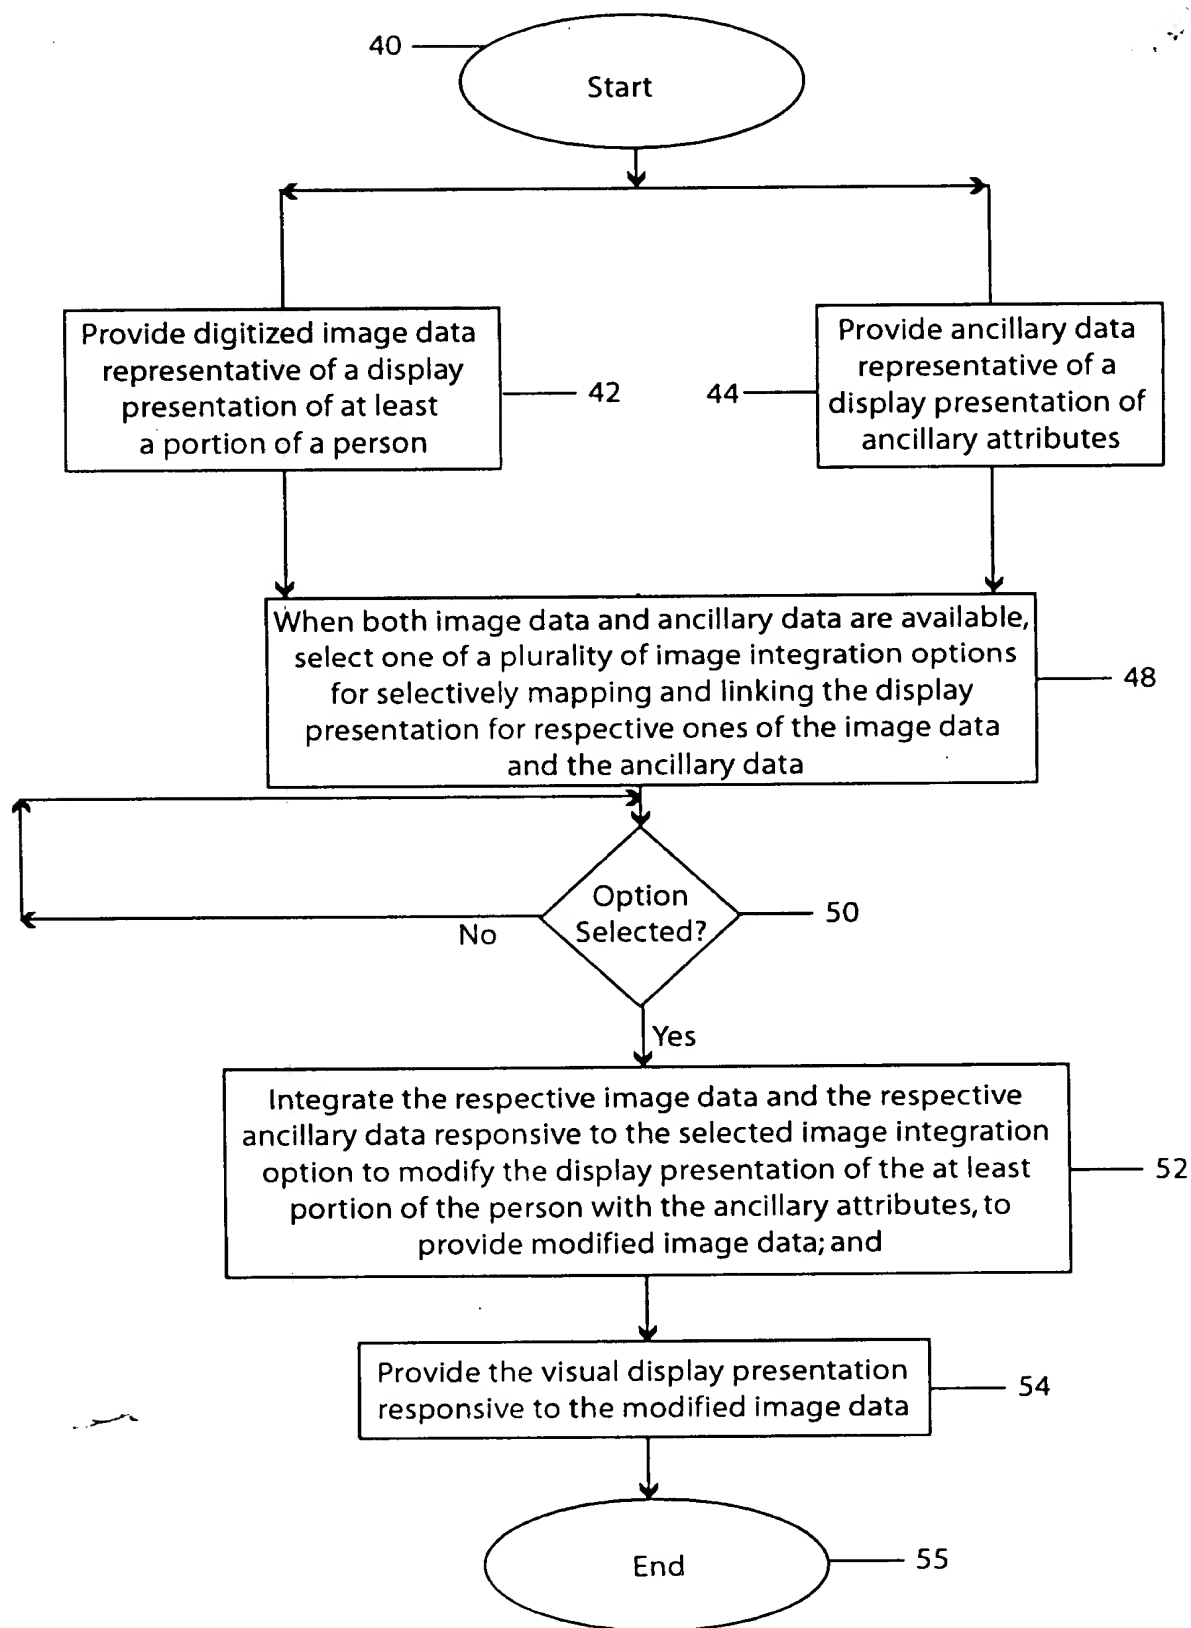 40
Start
Provide digitized image data
representative of a display
presentation of at least
a portion of a person
42
44
Provide ancillary data
representative of a
display presentation of
ancillary attributes
When both image data and ancillary data are available,
select one of a plurality of image integration options
for selectively mapping and linking the display
presentation for respective ones of the image data
and the ancillary data
48
Option
Selected?
50
No
Yes
Integrate the respective image data and the respective
ancillary data responsive to the selected image integration
option to modify the display presentation of the at least
portion of the person with the ancillary attributes, to
provide modified image data; and
52
Provide the visual display presentation
responsive to the modified image data
54
End
55